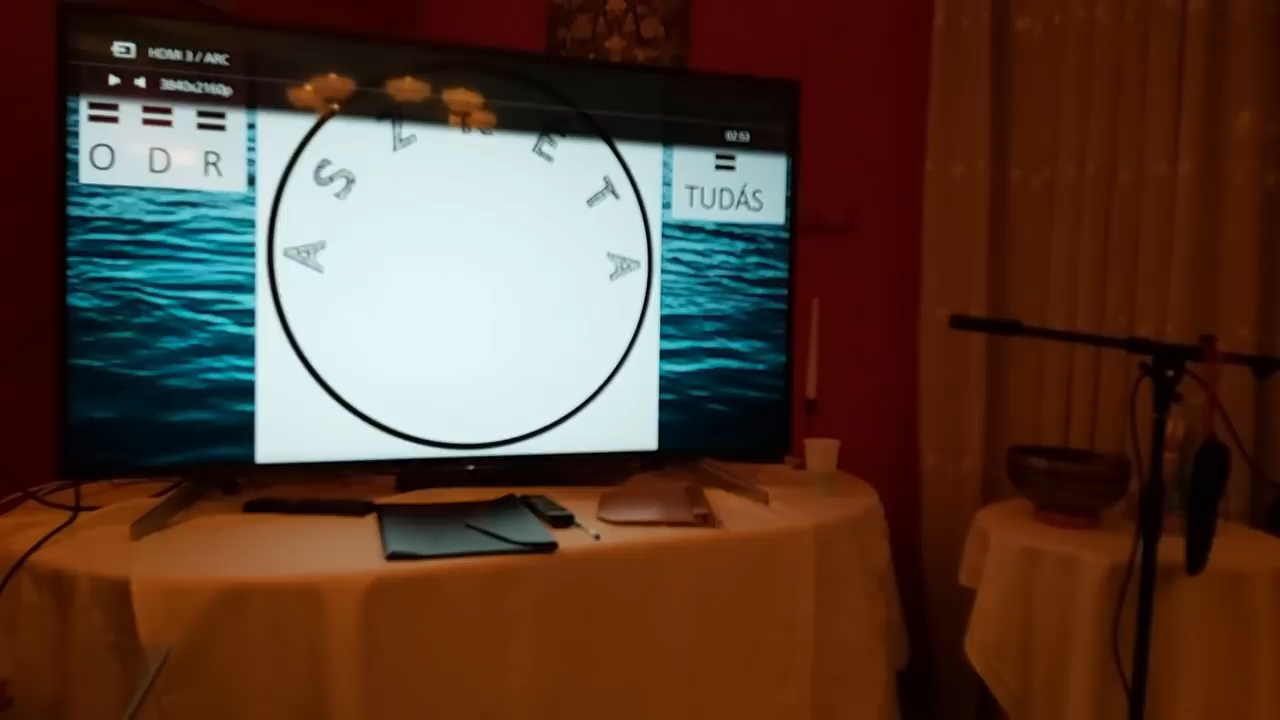 HDMI 3 / ARC
3840x2160p
02:53
= = =
O D R
A S Z K E T A
=
TUDÁS